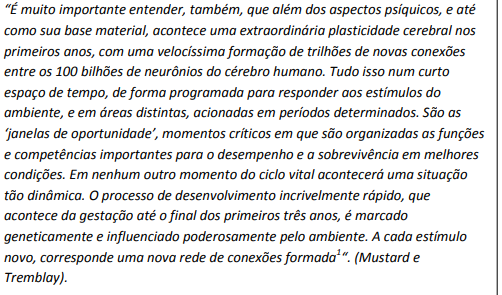 “É muito importante entender, também, que além dos aspectos psíquicos, e até
como sua base material, acontece uma extraordinária plasticidade cerebral nos
primeiros anos, com uma velocíssima formação de trilhões de novas conexões
entre os 100 bilhões de neurônios do cérebro humano. Tudo isso num curto
espaço de tempo, de forma programada para responder aos estímulos do
ambiente, e em áreas distintas, acionadas em períodos determinados. São as
‘janelas de oportunidade’, momentos críticos em que são organizadas as funções
e competências importantes para o desempenho e a sobrevivência em melhores
condições. Em nenhum outro momento do ciclo vital acontecerá uma situação
tão dinâmica. O processo de desenvolvimento incrivelmente rápido, que
acontece da gestação até o final dos primeiros três anos, é marcado
geneticamente e influenciado poderosamente pelo ambiente. A cada estímulo
novo, corresponde uma nova rede de conexões formada¹“. (Mustard e
Tremblay).